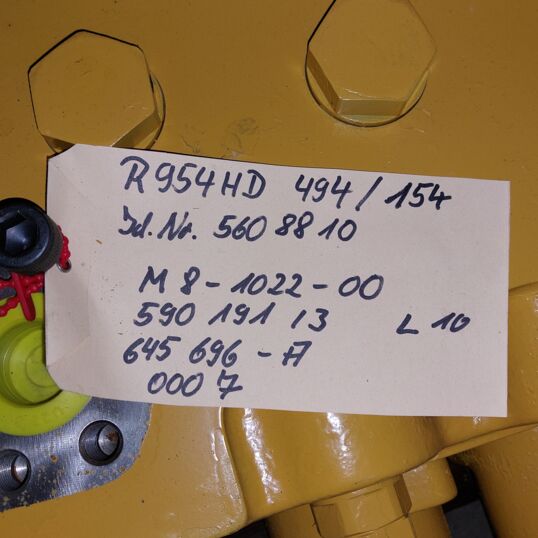 R954HD 494/154
Id.Nr. 560 88 10
M 8-1022-00
590 191 13 L 10
645 696-A
000 7